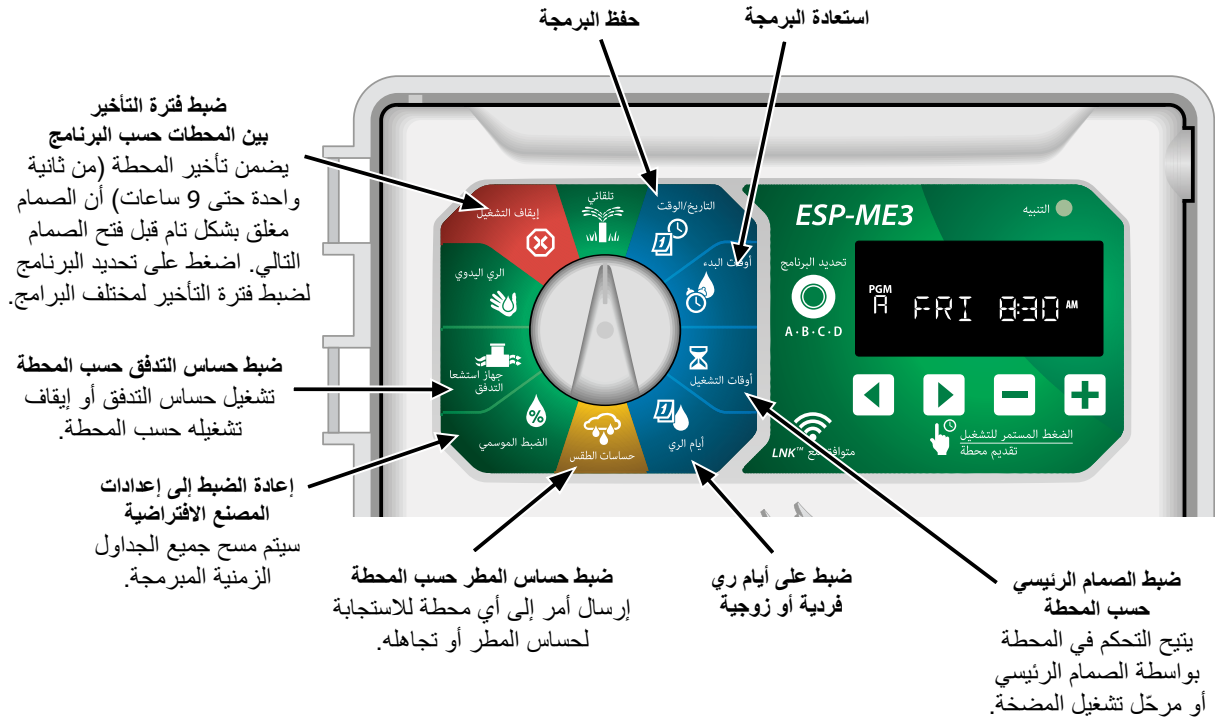 استعادة البرمجة
حفظ البرمجة
ضبط فترة التأخير
بين المحطات حسب البرنامج
يضمن تأخير المحطة (من ثانية
واحدة حتى 9 ساعات) أن الصمام
مغلق بشكل تام قبل فتح الصمام
التالي. اضغط على تحديد البرنامج
لضبط فترة التأخير لمختلف البرامج.
ضبط حساس التدفق حسب المحطة
تشغيل حساس التدفق أو إيقاف
تشغيله حسب المحطة.
إعادة الضبط إلى إعدادات
المصنع الافتراضية
سيتم مسح جميع الجداول
الزمنية المبرمجة.
تلقائي
التاريخ/الوقت
أوقات البدء
أوقات التشغيل
أيام الري
حساسات الطقس
الضبط الموسمي
%
جهاز استشعا
التدفق
الري اليدوي
إيقاف التشغيل
ESP-ME3
التنبيه
تحديد البرنامج
A·B·C·D
PGM
A FRI 8:30 AM
الضغط المستمر للتشغيل
تقديم محطة
متوافق مع LNK™
ضبط حساس المطر حسب المحطة
إرسال أمر إلى أي محطة للاستجابة
لحساس المطر أو تجاهله.
ضبط على أيام ري
فردية أو زوجية
ضبط الصمام الرئيسي
حسب المحطة
يتيح التحكم في المحطة
بواسطة الصمام الرئيسي
أو مرحّل تشغيل المضخة.